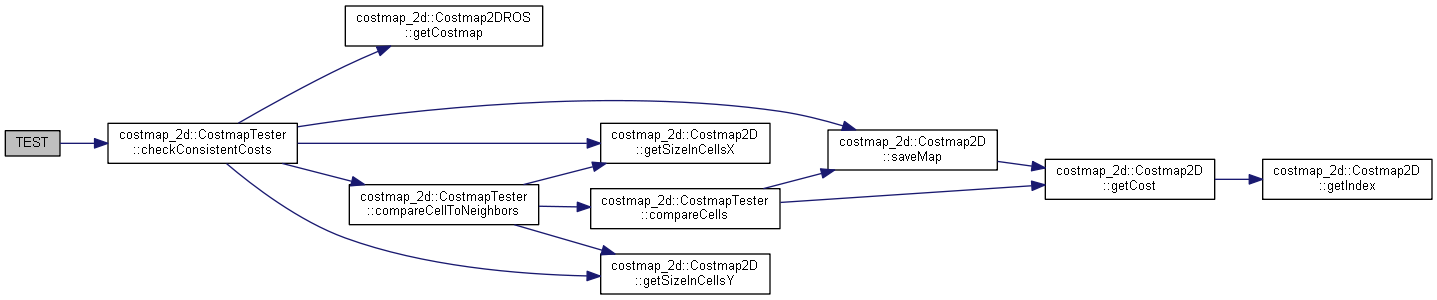 TEST
costmap_2d::CostmapTester
::checkConsistentCosts
costmap_2d::Costmap2DROS
::getCostmap
costmap_2d::Costmap2D
::getSizeInCellsX
costmap_2d::CostmapTester
::compareCellToNeighbors
costmap_2d::CostmapTester
::compareCells
costmap_2d::Costmap2D
::getSizeInCellsY
costmap_2d::Costmap2D
::saveMap
costmap_2d::Costmap2D
::getCost
costmap_2d::Costmap2D
::getIndex